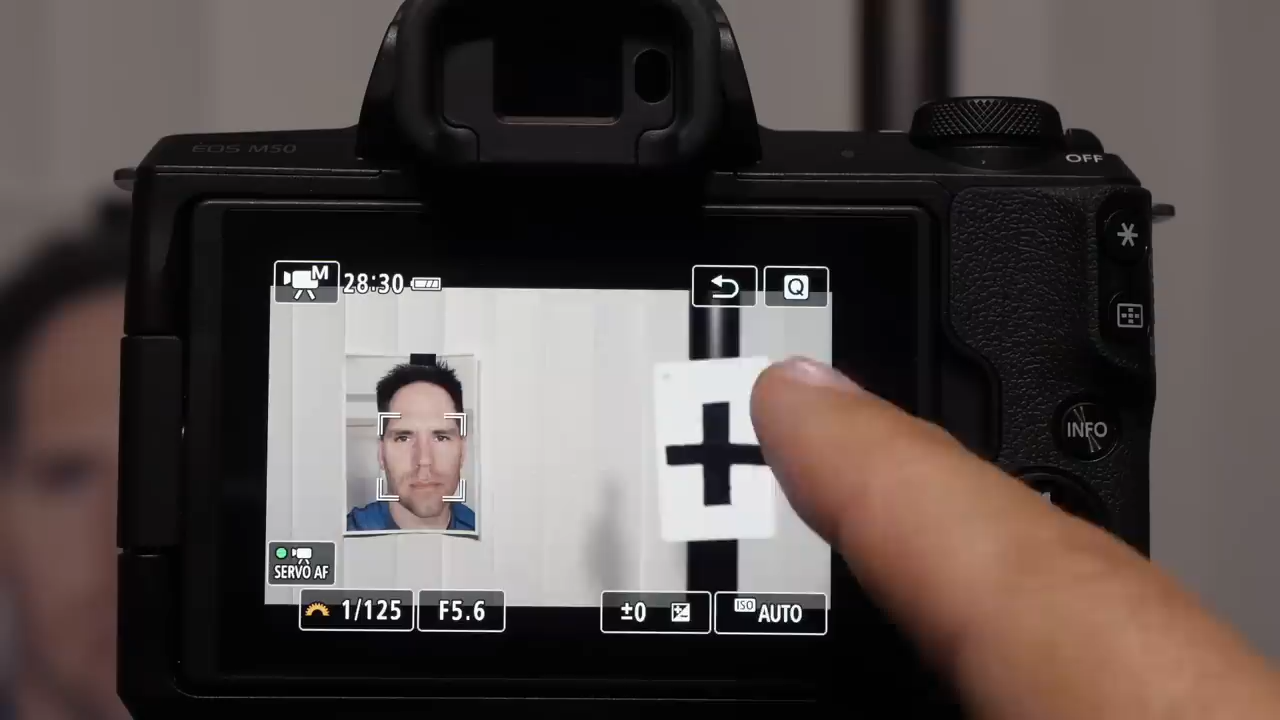 EOS M50
OFF
M 28:30
Q
INFO
SERVO AF
1/125 F5.6 ±0 ISO AUTO